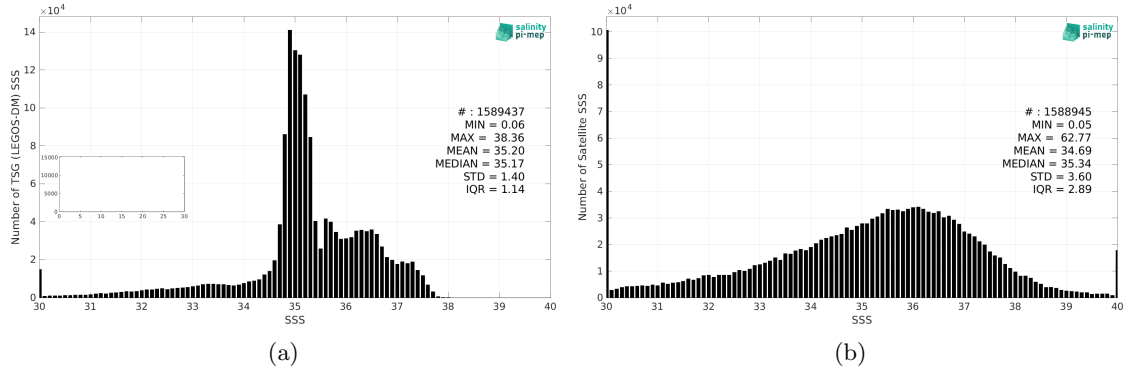 ×10⁴
14
12
10
8
6
4
2
0
Number of TSG (LEGOS-DM) SSS
salinity
pi-mep
# : 1589437
MIN = 0.06
MAX = 38.36
MEAN = 35.20
MEDIAN = 35.17
STD = 1.40
IQR = 1.14
15000
10000
5000
0
0 5 10 15 20 25 30
30 31 32 33 34 35 36 37 38 39 40
SSS
(a)
×10⁴
10
9
8
7
6
5
4
3
2
1
0
Number of Satellite SSS
salinity
pi-mep
# : 1588945
MIN = 0.05
MAX = 62.77
MEAN = 34.69
MEDIAN = 35.34
STD = 3.60
IQR = 2.89
30 31 32 33 34 35 36 37 38 39 40
SSS
(b)